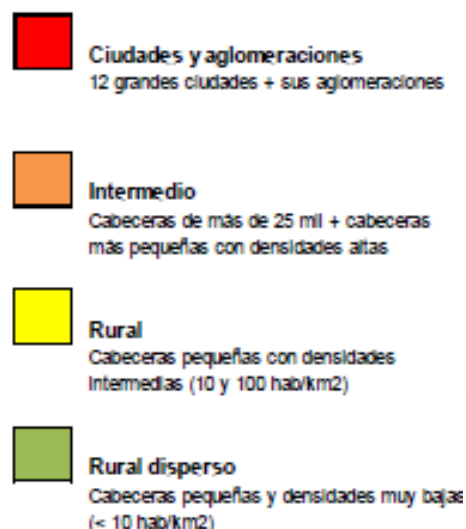 Ciudades y aglomeraciones
12 grandes ciudades + sus aglomeraciones
Intermedio
Cabeceras de más de 25 mil + cabeceras
más pequeñas con densidades altas
Rural
Cabeceras pequeñas con densidades
intermedias (10 y 100 hab/km2)
Rural disperso
Cabeceras pequeñas y densidades muy bajas
(< 10 hab/km2)